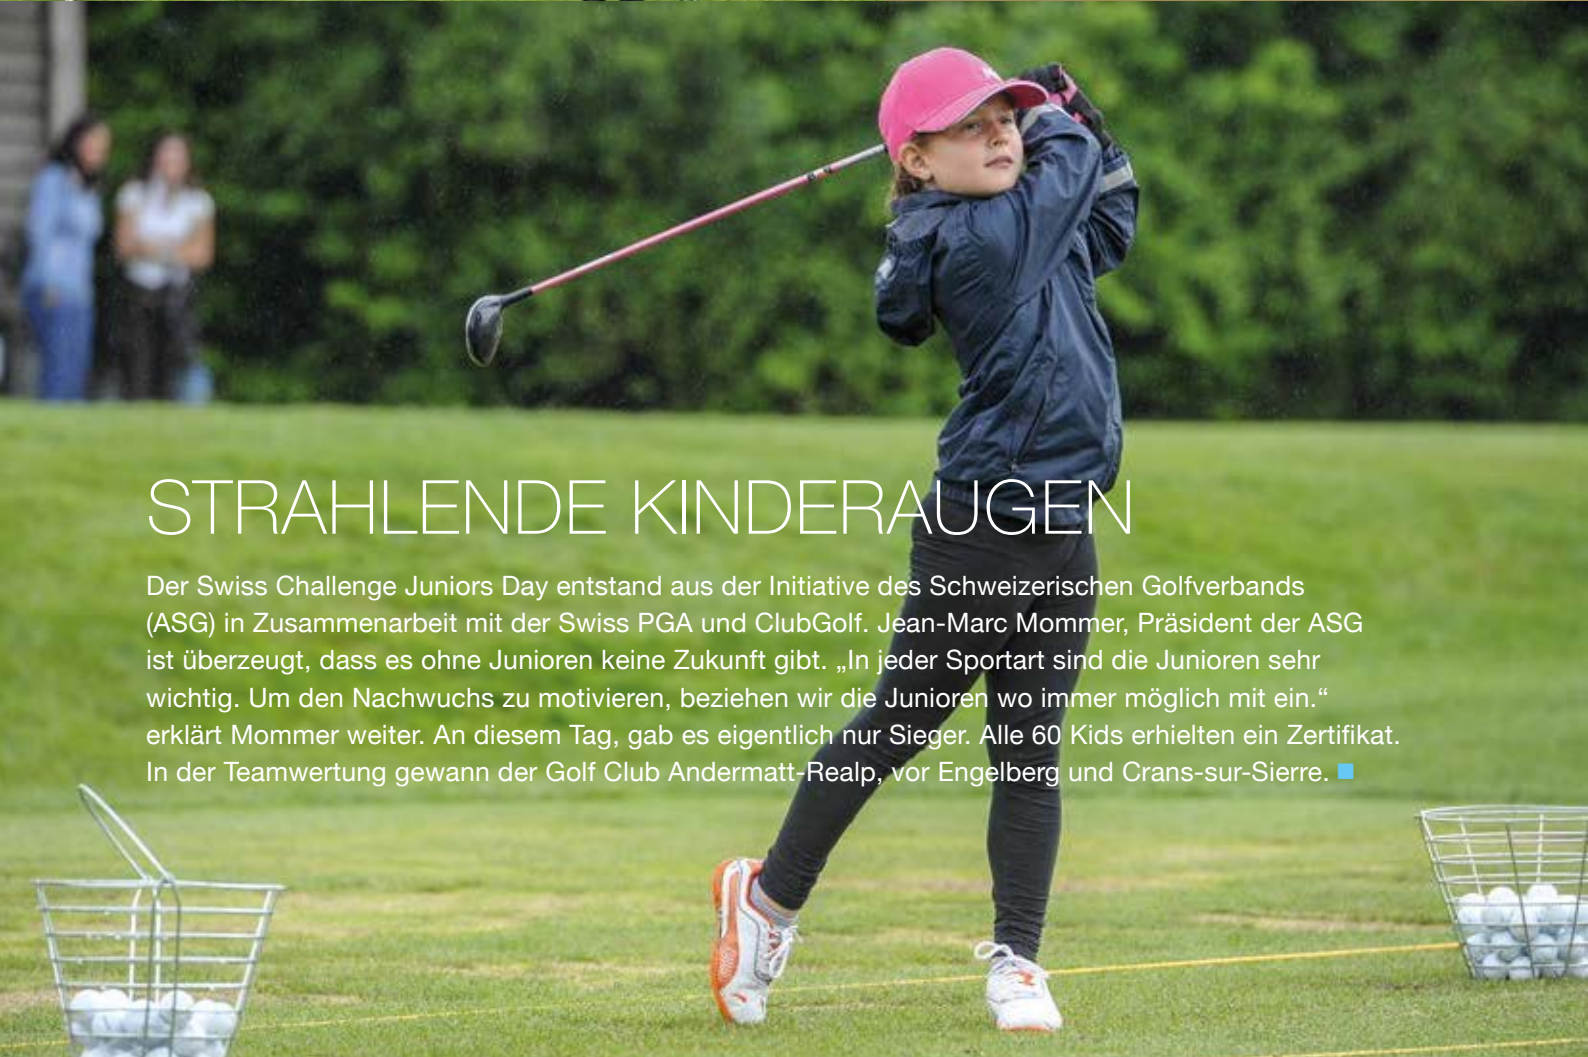 STRAHLENDE KINDERAUGEN
Der Swiss Challenge Juniors Day entstand aus der Initiative des Schweizerischen Golfverbands
(ASG) in Zusammenarbeit mit der Swiss PGA und ClubGolf. Jean-Marc Mommer, Präsident der ASG
ist überzeugt, dass es ohne Junioren keine Zukunft gibt. „In jeder Sportart sind die Junioren sehr
wichtig. Um den Nachwuchs zu motivieren, beziehen wir die Junioren wo immer möglich mit ein.“
erklärt Mommer weiter. An diesem Tag, gab es eigentlich nur Sieger. Alle 60 Kids erhielten ein Zertifikat.
In der Teamwertung gewann der Golf Club Andermatt-Realp, vor Engelberg und Crans-sur-Sierre.